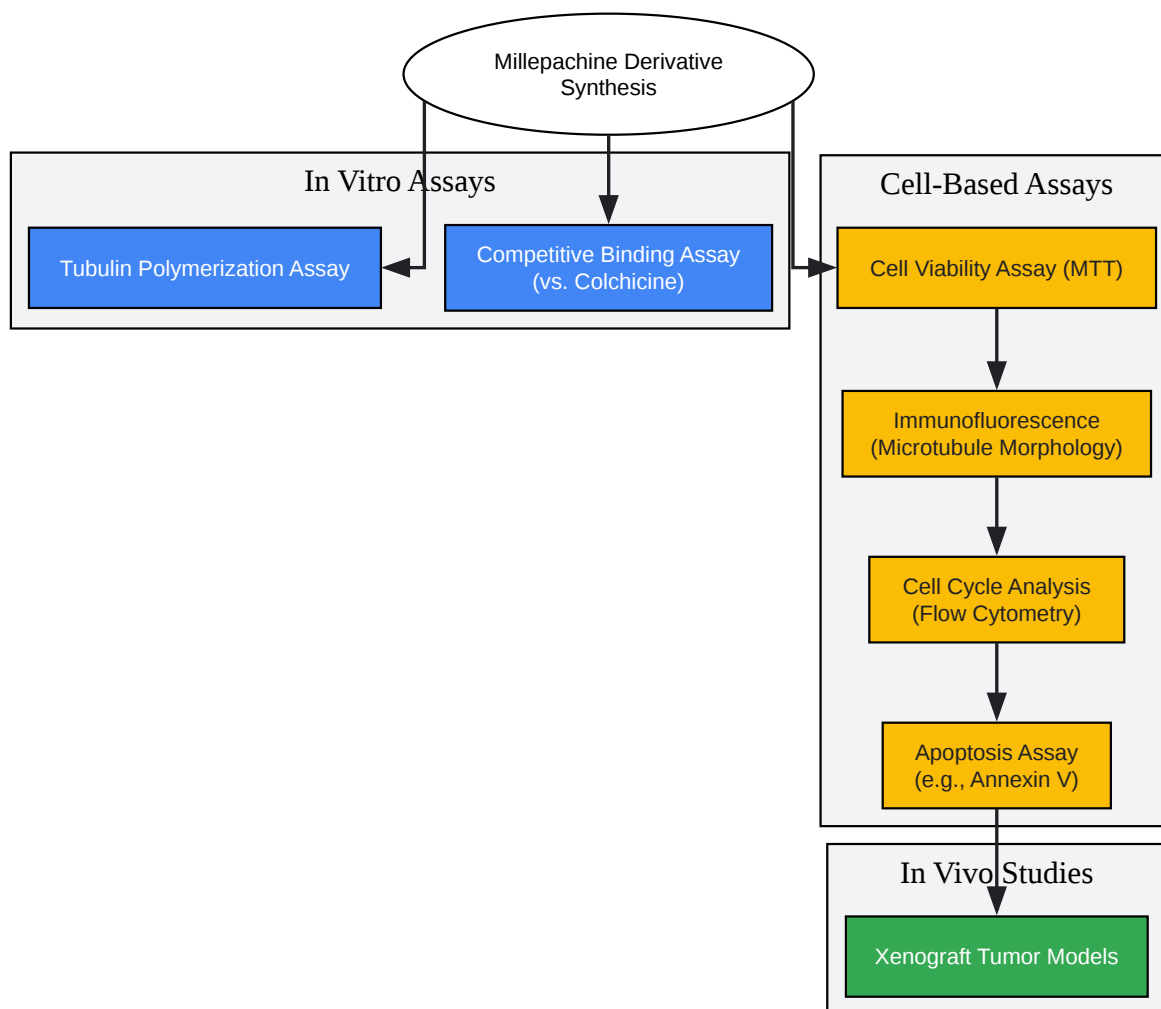 Millepachine Derivative
Synthesis
In Vitro Assays
Tubulin Polymerization Assay
Competitive Binding Assay
(vs. Colchicine)
Cell-Based Assays
Cell Viability Assay (MTT)
Immunofluorescence
(Microtubule Morphology)
Cell Cycle Analysis
(Flow Cytometry)
Apoptosis Assay
(e.g., Annexin V)
In Vivo Studies
Xenograft Tumor Models